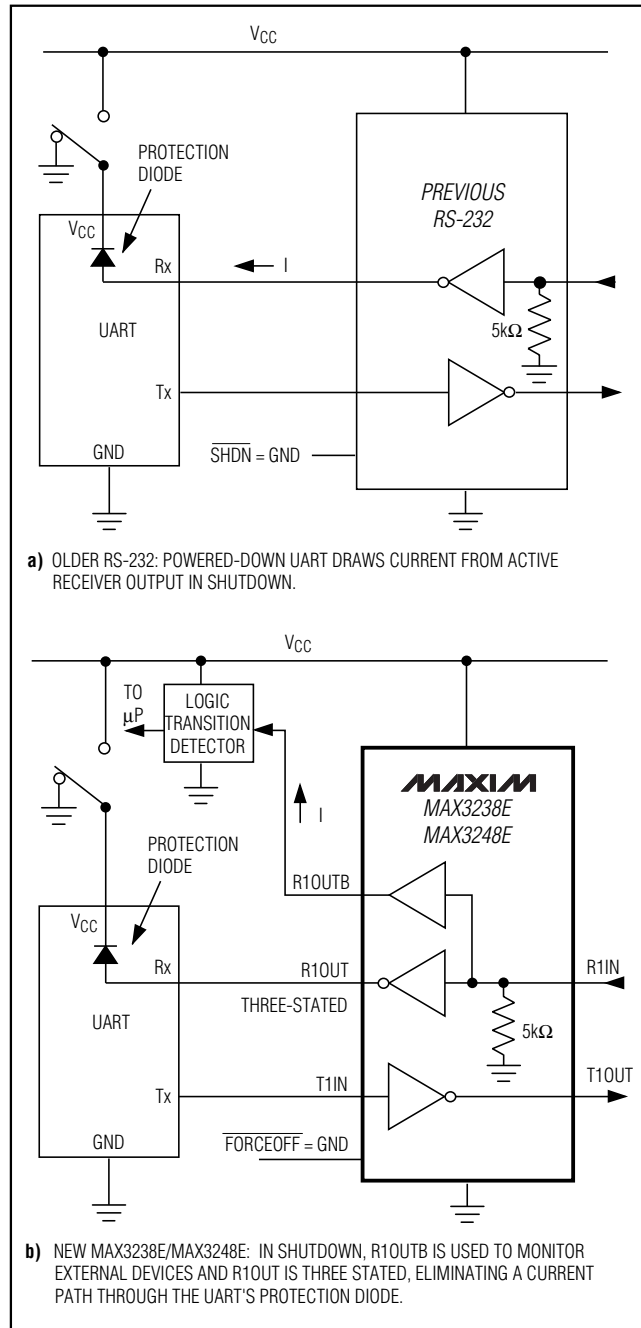 VCC
PROTECTION
DIODE
PREVIOUS
RS-232
VCC
Rx
I
5kΩ
UART
Tx
GND
SHDN = GND
a) OLDER RS-232: POWERED-DOWN UART DRAWS CURRENT FROM ACTIVE
RECEIVER OUTPUT IN SHUTDOWN.
VCC
TO
μP
LOGIC
TRANSITION
DETECTOR
MAXIM
MAX3238E
MAX3248E
I
PROTECTION
DIODE
R1OUTB
VCC
Rx
R1OUT
R1IN
THREE-STATED
UART
5kΩ
Tx
T1IN
T1OUT
GND
FORCEOFF = GND
b) NEW MAX3238E/MAX3248E: IN SHUTDOWN, R1OUTB IS USED TO MONITOR
EXTERNAL DEVICES AND R1OUT IS THREE STATED, ELIMINATING A CURRENT
PATH THROUGH THE UART'S PROTECTION DIODE.